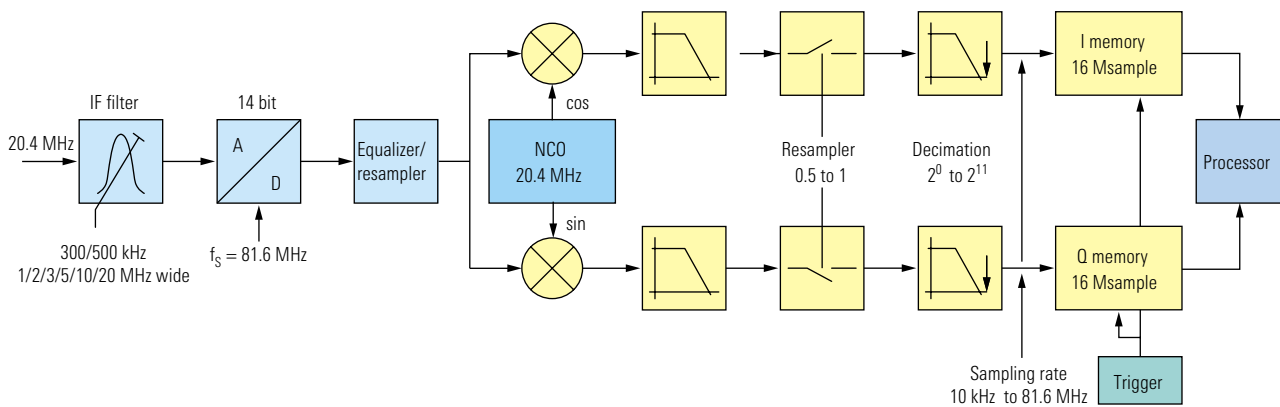 20.4 MHz
IF filter
300/500 kHz
1/2/3/5/10/20 MHz wide
14 bit
A
D
fS = 81.6 MHz
Equalizer/
resampler
cos
NCO
20.4 MHz
sin
Resampler
0.5 to 1
Decimation
2⁰ to 2¹¹
Sampling rate
10 kHz to 81.6 MHz
I memory
16 Msample
Q memory
16 Msample
Trigger
Processor